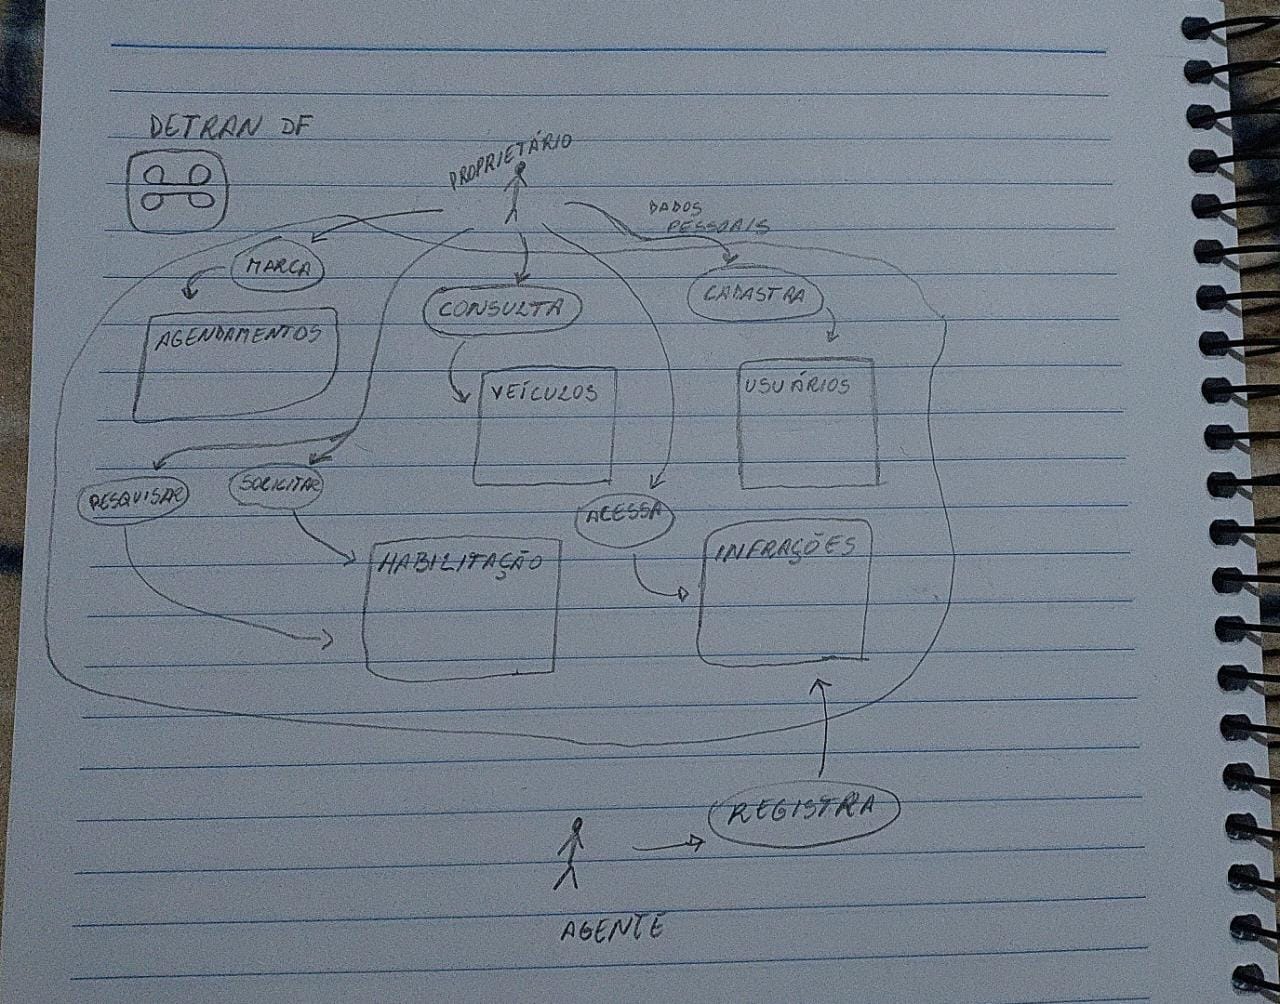 DETRAN DF
PROPRIETÁRIO
DADOS
PESSOAIS
MARCA
CONSULTA
CADASTRA
AGENDAMENTOS
VEÍCULOS
USUÁRIOS
PESQUISAR
SOLICITAR
ACESSA
HABILITAÇÃO
INFRAÇÕES
REGISTRA
AGENTE